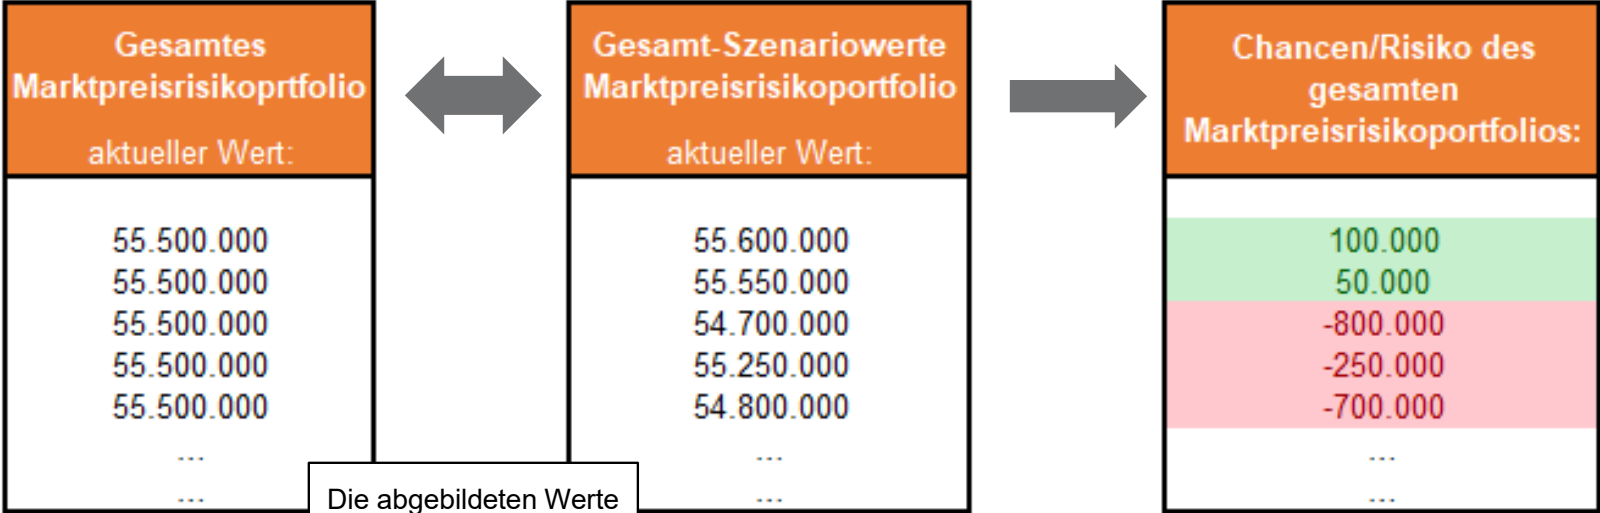 Gesamtes
Marktpreisrisikoprtfolio
aktueller Wert:
55.500.000
55.500.000
55.500.000
55.500.000
55.500.000
...
...
Gesamt-Szenariowerte
Marktpreisrisikoportfolio
aktueller Wert:
55.600.000
55.550.000
54.700.000
55.250.000
54.800.000
...
...
Chancen/Risiko des
gesamten
Marktpreisrisikoportfolios:
100.000
50.000
-800.000
-250.000
-700.000
...
...
Die abgebildeten Werte